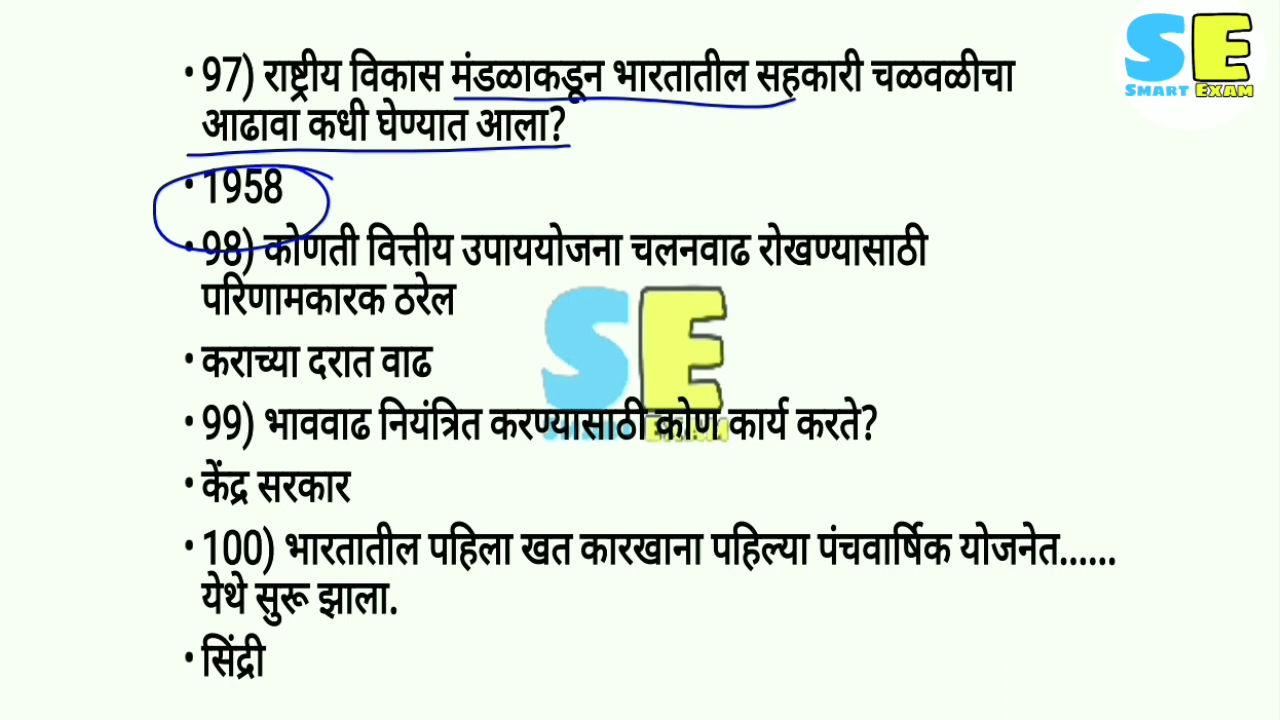 SE
SMART EXAM
• 97) राष्ट्रीय विकास मंडळाकडून भारतातील सहकारी चळवळीचा
आढावा कधी घेण्यात आला?
• 1958
• 98) कोणती वित्तीय उपाययोजना चलनवाढ रोखण्यासाठी
परिणामकारक ठरेल
• कराच्या दरात वाढ
• 99) भाववाढ नियंत्रित करण्यासाठी कोण कार्य करते?
• केंद्र सरकार
• 100) भारतातील पहिला खत कारखाना पहिल्या पंचवार्षिक योजनेत......
येथे सुरू झाला.
• सिंद्री
SE
SMART EXAM